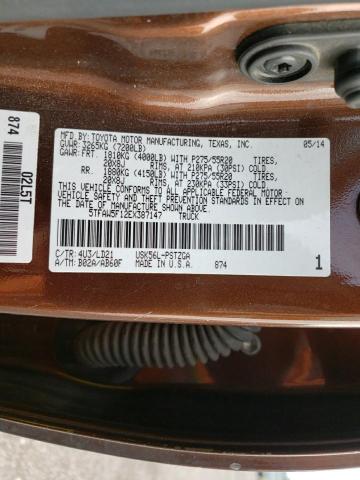 MFD. BY: TOYOTA MOTOR MANUFACTURING, TEXAS, INC. 05/14
GVWR: 3265KG (7200LB)
GAWR: FRT. 1810KG (4000LB) WITH P275/55R20 TIRES,
20X8J RIMS, AT 210KPA (30PSI) COLD
RR. 1880KG (4150LB) WITH P275/55R20 TIRES,
20X8J RIMS, AT 230KPA (33PSI) COLD
THIS VEHICLE CONFORMS TO ALL APPLICABLE FEDERAL MOTOR
VEHICLE SAFETY AND THEFT PREVENTION STANDARDS IN EFFECT
ON THE DATE OF MANUFACTURE SHOWN ABOVE.
5TFAW5F12EX387147 TRUCK
C/TR: 4U3/LD21 USK56L-PSTZGA
A/TM: B02A/AB60F MADE IN U.S.A. 874 1
874
02L5T